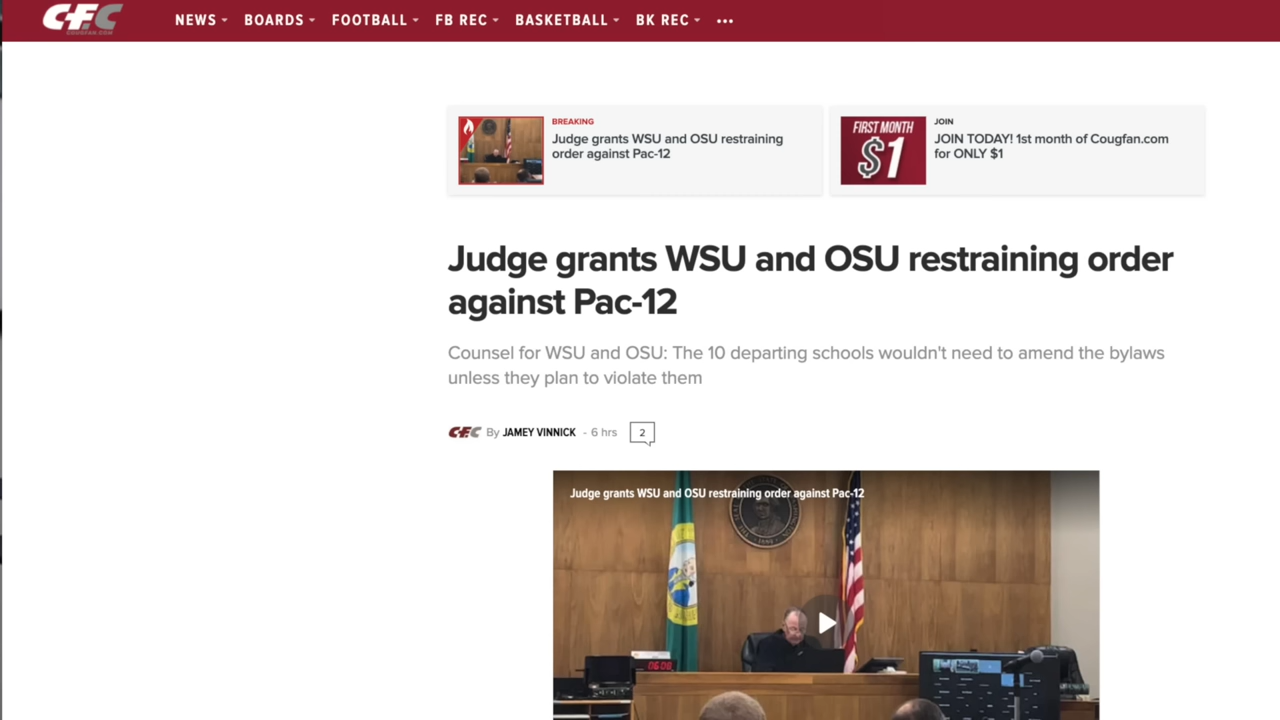 CFC
COUGFAN.COM
NEWS
BOARDS
FOOTBALL
FB REC
BASKETBALL
BK REC
BREAKING
Judge grants WSU and OSU restraining
order against Pac-12
FIRST MONTH
$1
JOIN
JOIN TODAY! 1st month of Cougfan.com
for ONLY $1
Judge grants WSU and OSU restraining order
against Pac-12
Counsel for WSU and OSU: The 10 departing schools wouldn't need to amend the bylaws
unless they plan to violate them
CFC By JAMEY VINNICK - 6 hrs 2
Judge grants WSU and OSU restraining order against Pac-12
06:08